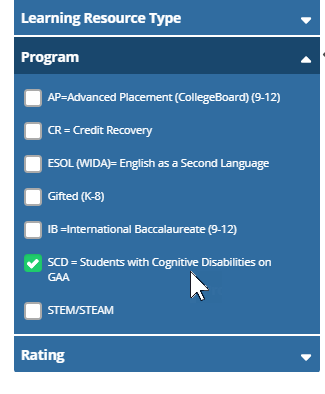 Learning Resource Type
Program
AP=Advanced Placement (CollegeBoard) (9-12)
CR = Credit Recovery
ESOL (WIDA)= English as a Second Language
Gifted (K-8)
IB =International Baccalaureate (9-12)
SCD = Students with Cognitive Disabilities on
GAA
STEM/STEAM
Rating